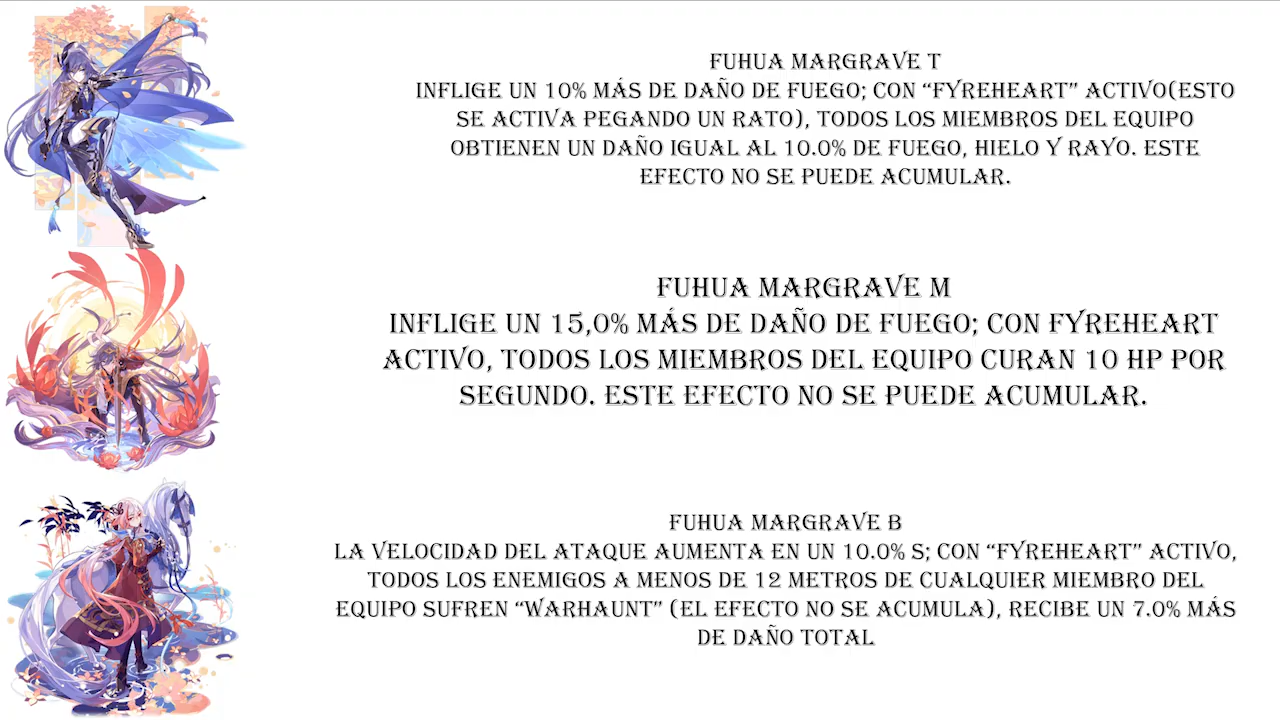 FUHUA MARGRAVE T
INFLIGE UN 10% MÁS DE DAÑO DE FUEGO; CON “FYREHEART” ACTIVO(ESTO
SE ACTIVA PEGANDO UN RATO), TODOS LOS MIEMBROS DEL EQUIPO
OBTIENEN UN DAÑO IGUAL AL 10.0% DE FUEGO, HIELO Y RAYO. ESTE
EFECTO NO SE PUEDE ACUMULAR.
FUHUA MARGRAVE M
INFLIGE UN 15,0% MÁS DE DAÑO DE FUEGO; CON FYREHEART
ACTIVO, TODOS LOS MIEMBROS DEL EQUIPO CURAN 10 HP POR
SEGUNDO. ESTE EFECTO NO SE PUEDE ACUMULAR.
FUHUA MARGRAVE B
LA VELOCIDAD DEL ATAQUE AUMENTA EN UN 10.0% S; CON “FYREHEART” ACTIVO,
TODOS LOS ENEMIGOS A MENOS DE 12 METROS DE CUALQUIER MIEMBRO DEL
EQUIPO SUFREN “WARHAUNT” (EL EFECTO NO SE ACUMULA), RECIBE UN 7.0% MÁS
DE DAÑO TOTAL